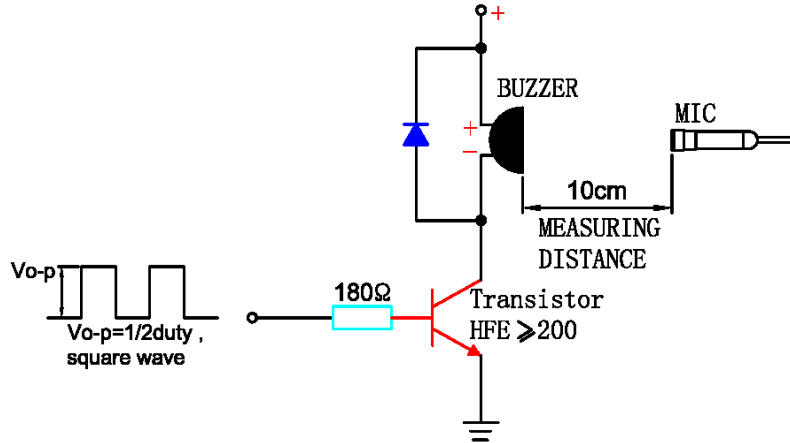 +
BUZZER
+
−
MIC
10cm
MEASURING
DISTANCE
Vo-p
180Ω
Transistor
HFE ≥200
Vo-p=1/2duty ,
square wave